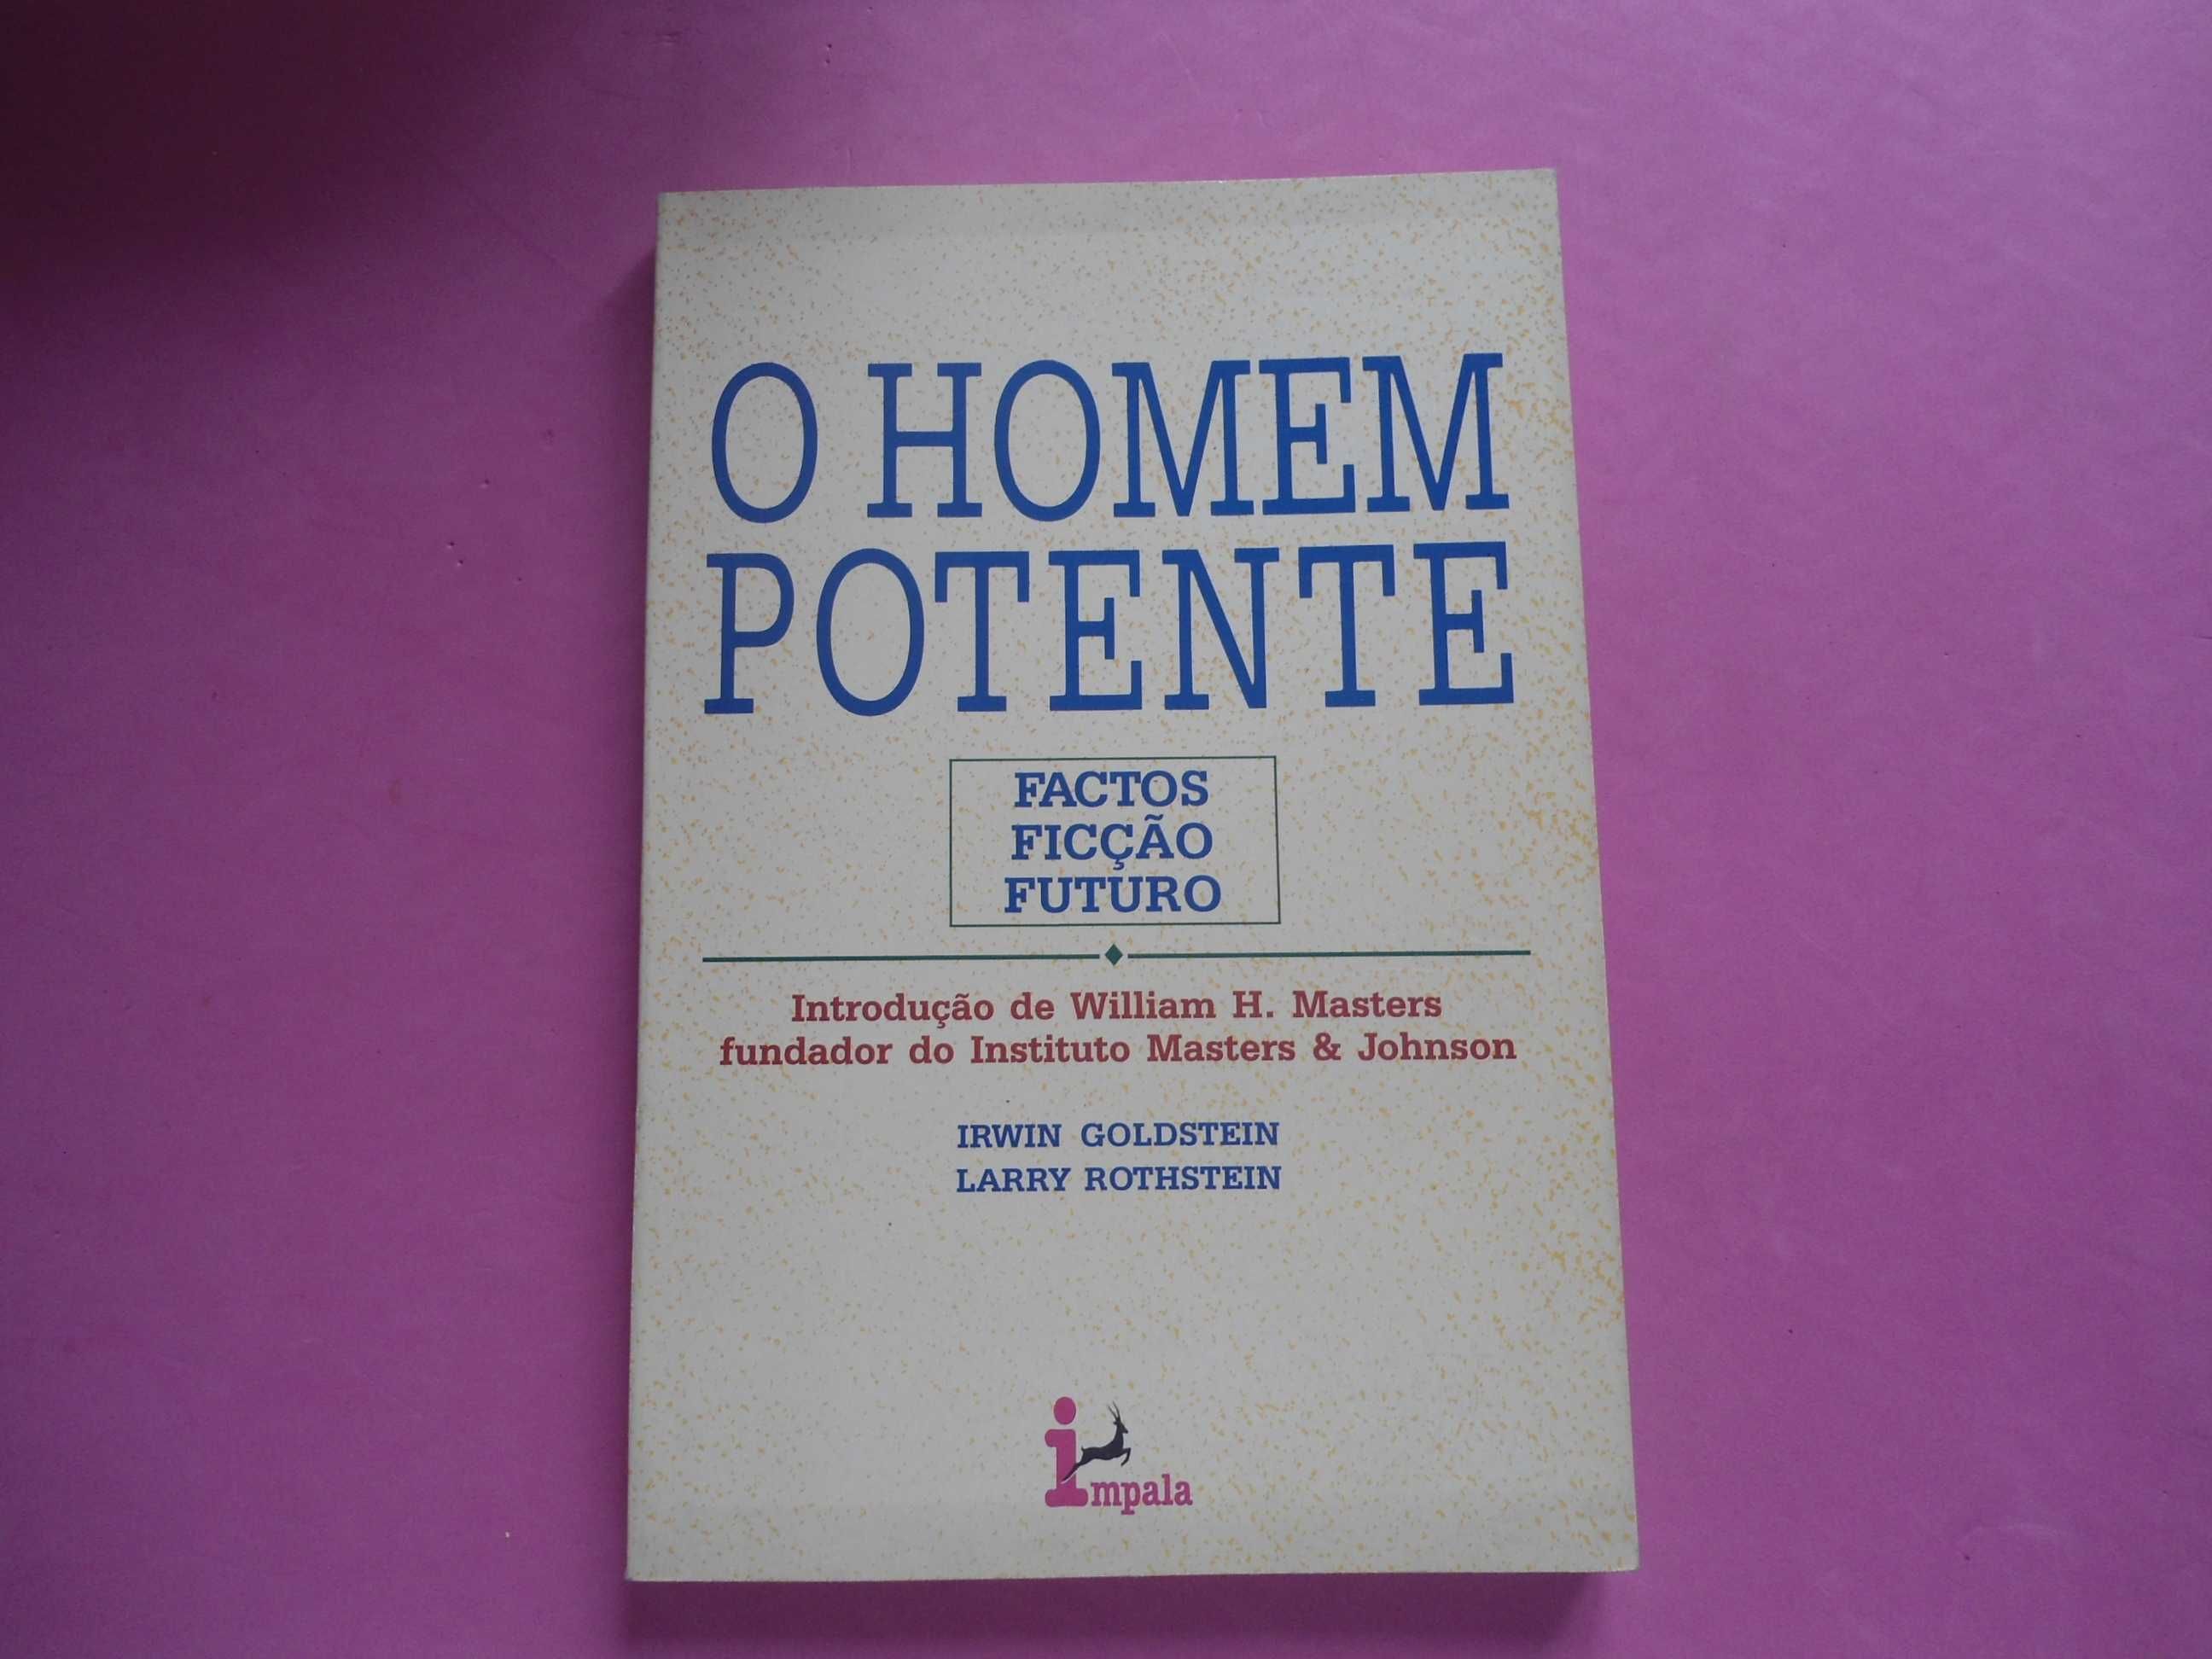 O HOMEM
POTENTE
FACTOS
FICÇÃO
FUTURO
Introdução de William H. Masters
fundador do Instituto Masters & Johnson
IRWIN GOLDSTEIN
LARRY ROTHSTEIN
impala